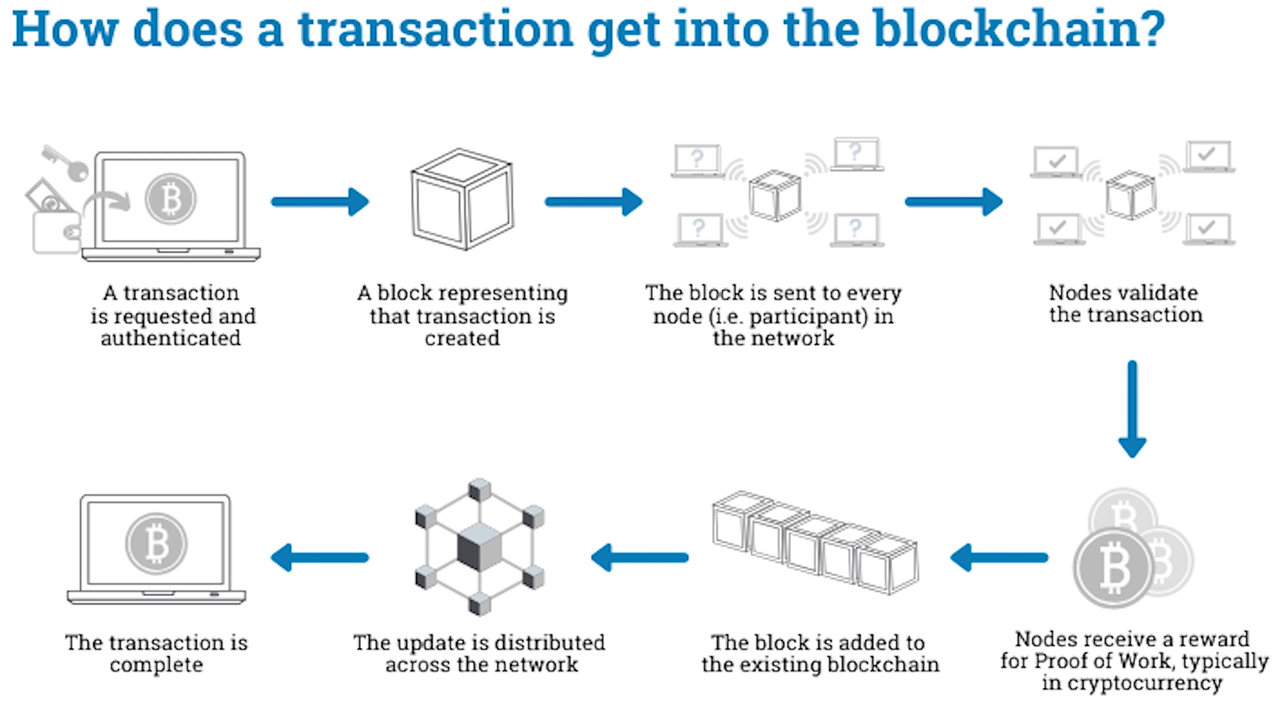 How does a transaction get into the blockchain?
A transaction
is requested and
authenticated
A block representing
that transaction is
created
The block is sent to every
node (i.e. participant) in
the network
Nodes validate
the transaction
Nodes receive a reward
for Proof of Work, typically
in cryptocurrency
The block is added to
the existing blockchain
The update is distributed
across the network
The transaction is
complete